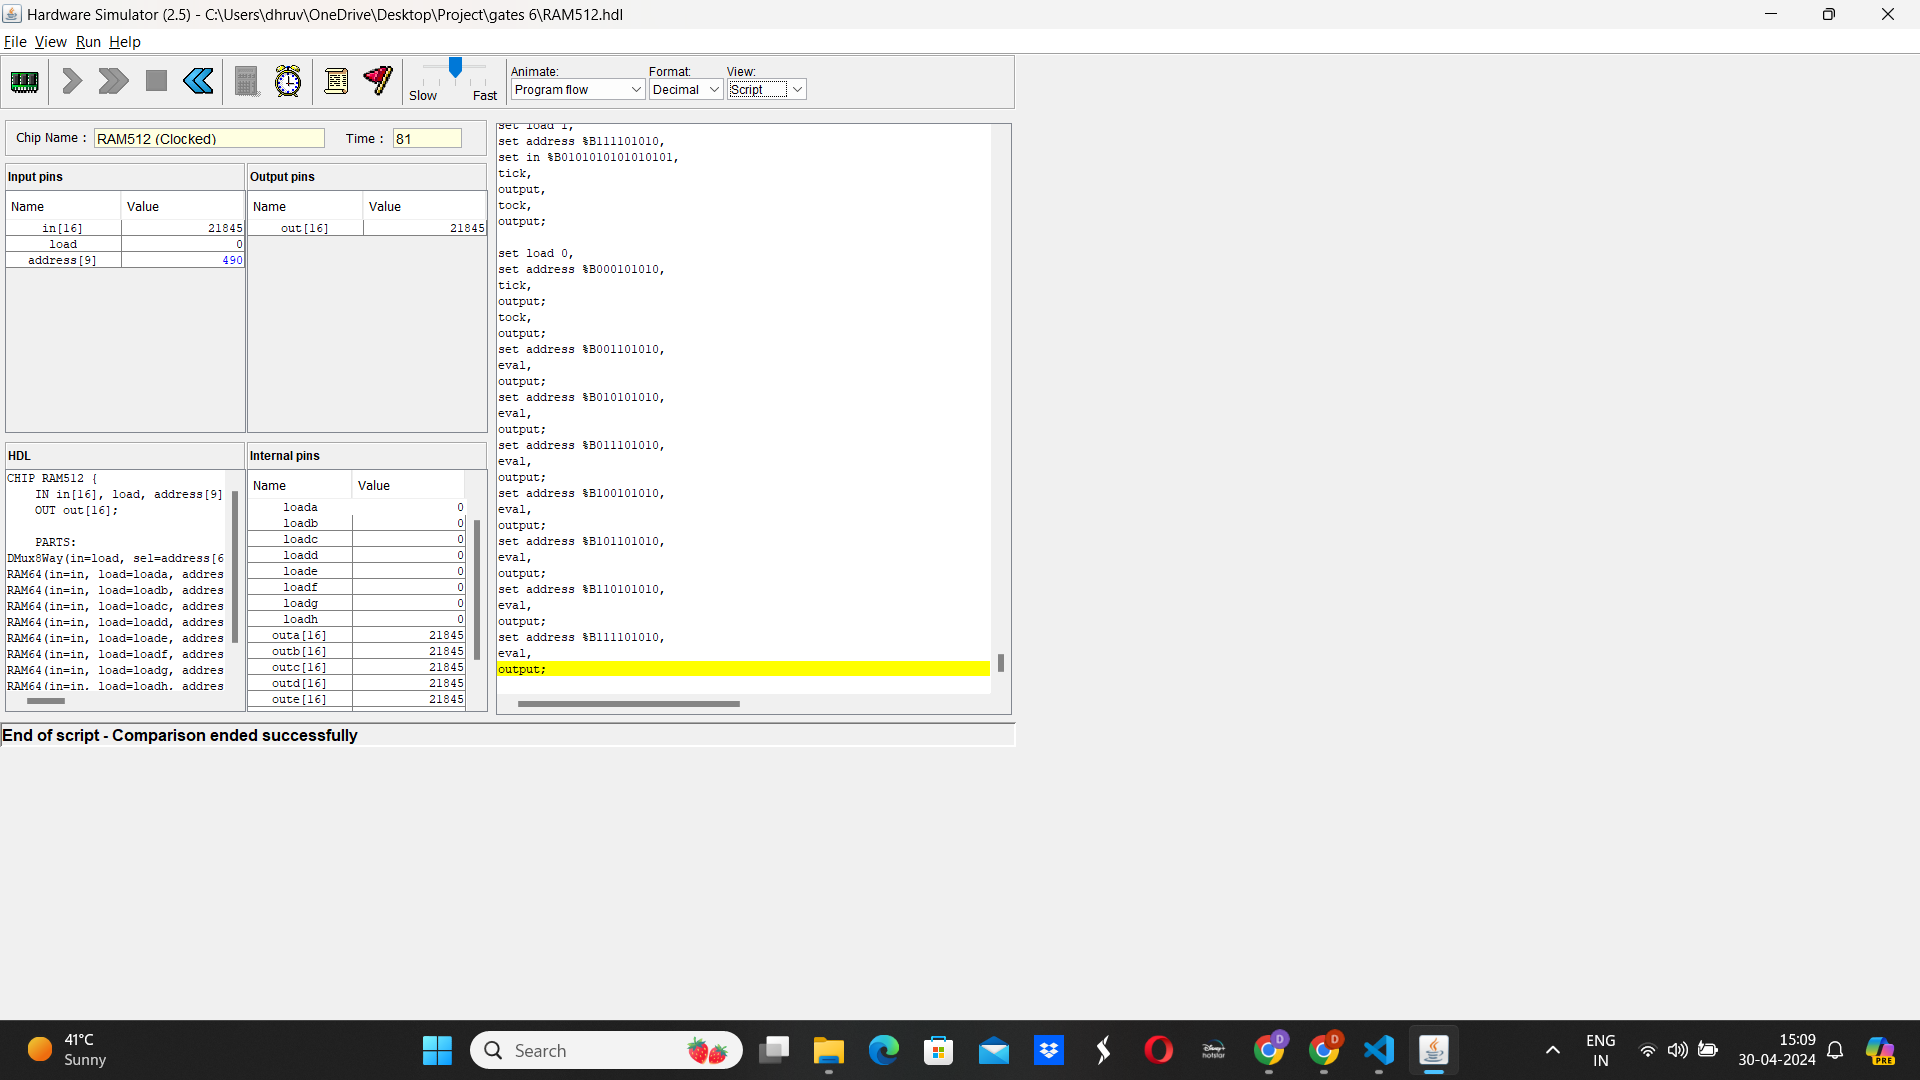 Hardware Simulator (2.5) - C:\Users\dhruv\OneDrive\Desktop\Project\gates 6\RAM512.hdl
File View Run Help
Slow Fast
Animate:
Program flow
Format:
Decimal
View:
Script
Chip Name : RAM512 (Clocked) Time : 81
Input pins
Name Value
in[16] 21845
load 0
address[9] 490
Output pins
Name Value
out[16] 21845
HDL
CHIP RAM512 {
IN in[16], load, address[9]
OUT out[16];
PARTS:
DMux8Way(in=load, sel=address[6
RAM64(in=in, load=loada, addres
RAM64(in=in, load=loadb, addres
RAM64(in=in, load=loadc, addres
RAM64(in=in, load=loadd, addres
RAM64(in=in, load=loade, addres
RAM64(in=in, load=loadf, addres
RAM64(in=in, load=loadg, addres
RAM64(in=in, load=loadh, addres
Internal pins
Name Value
loada 0
loadb 0
loadc 0
loadd 0
loade 0
loadf 0
loadg 0
loadh 0
outa[16] 21845
outb[16] 21845
outc[16] 21845
outd[16] 21845
oute[16] 21845
set load 1,
set address %B111101010,
set in %B0101010101010101,
tick,
output,
tock,
output;
set load 0,
set address %B000101010,
tick,
output;
tock,
output;
set address %B001101010,
eval,
output;
set address %B010101010,
eval,
output;
set address %B011101010,
eval,
output;
set address %B100101010,
eval,
output;
set address %B101101010,
eval,
output;
set address %B110101010,
eval,
output;
set address %B111101010,
eval,
output;
End of script - Comparison ended successfully
41°C
Sunny
Search
Disney+
hotstar
D
D
ENG
IN
15:09
30-04-2024
PRE